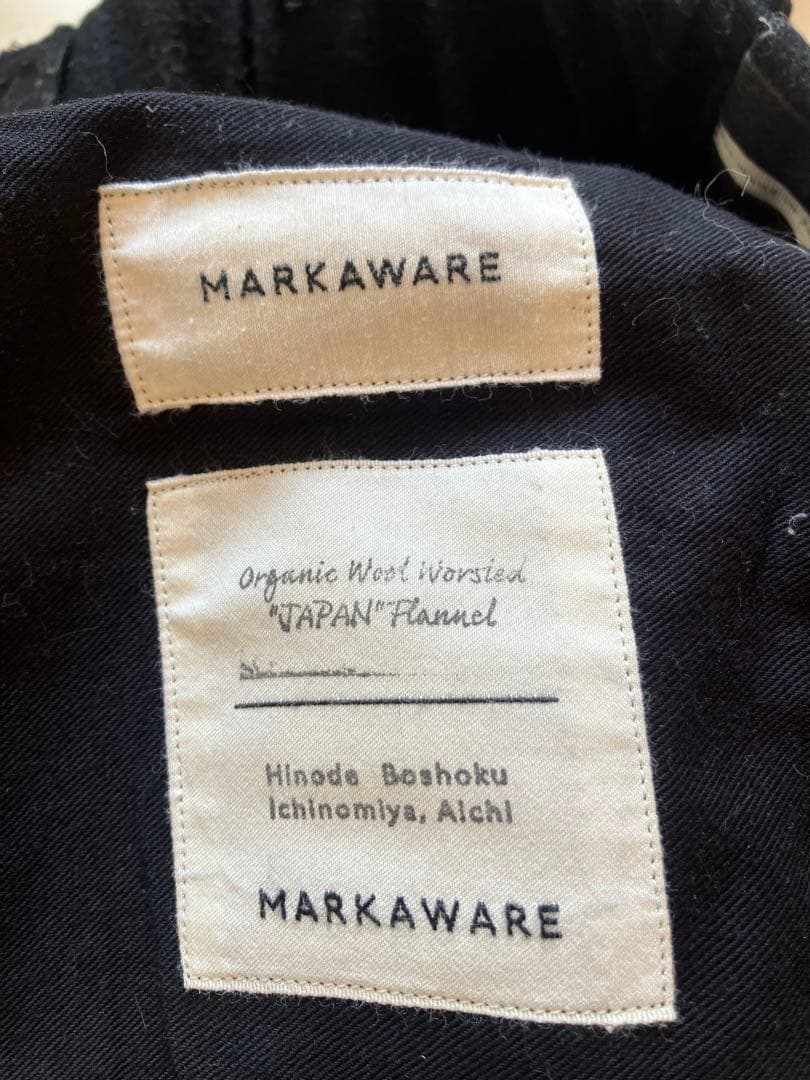 MARKAWARE
Organic Wool Worsted
"JAPAN" Flannel
Hinode Boshoku
Ichinomiya, Aichi
MARKAWARE